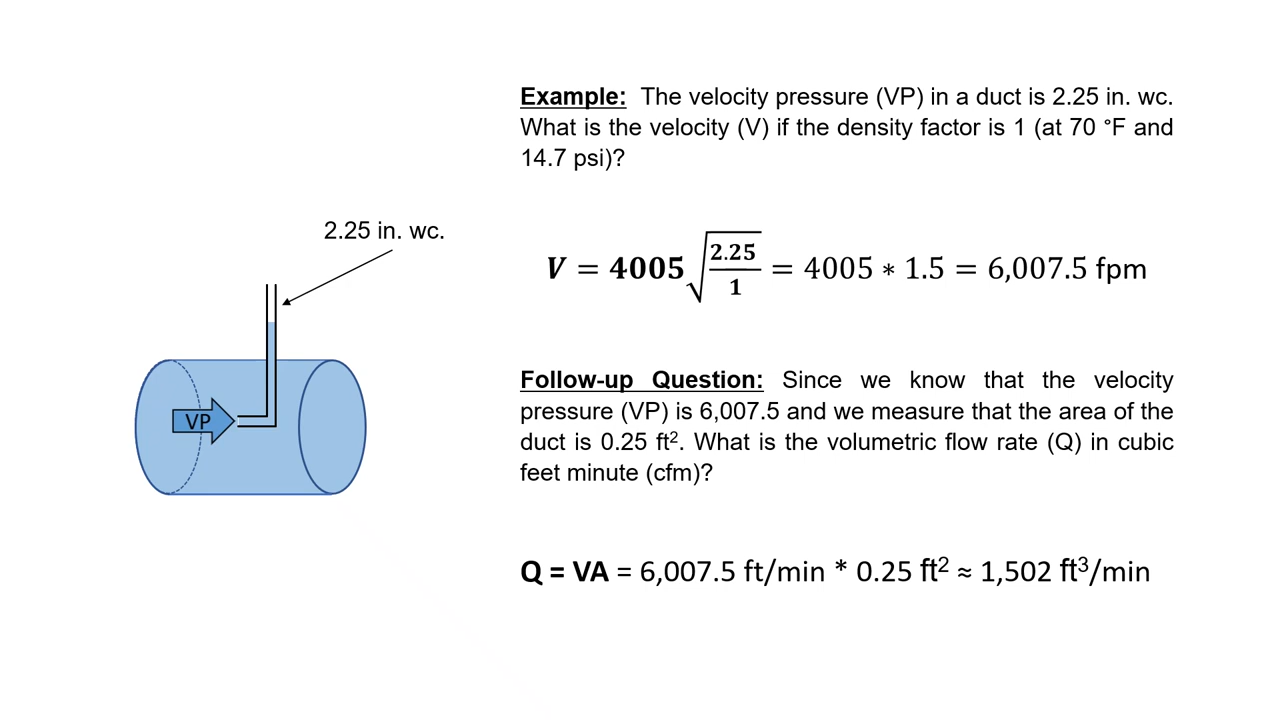 Example: The velocity pressure (VP) in a duct is 2.25 in. wc.
What is the velocity (V) if the density factor is 1 (at 70 °F and
14.7 psi)?
2.25 in. wc.
V = 4005 √(2.25/1) = 4005 ∗ 1.5 = 6,007.5 fpm
VP
Follow-up Question: Since we know that the velocity
pressure (VP) is 6,007.5 and we measure that the area of the
duct is 0.25 ft². What is the volumetric flow rate (Q) in cubic
feet minute (cfm)?
Q = VA = 6,007.5 ft/min * 0.25 ft² ≈ 1,502 ft³/min